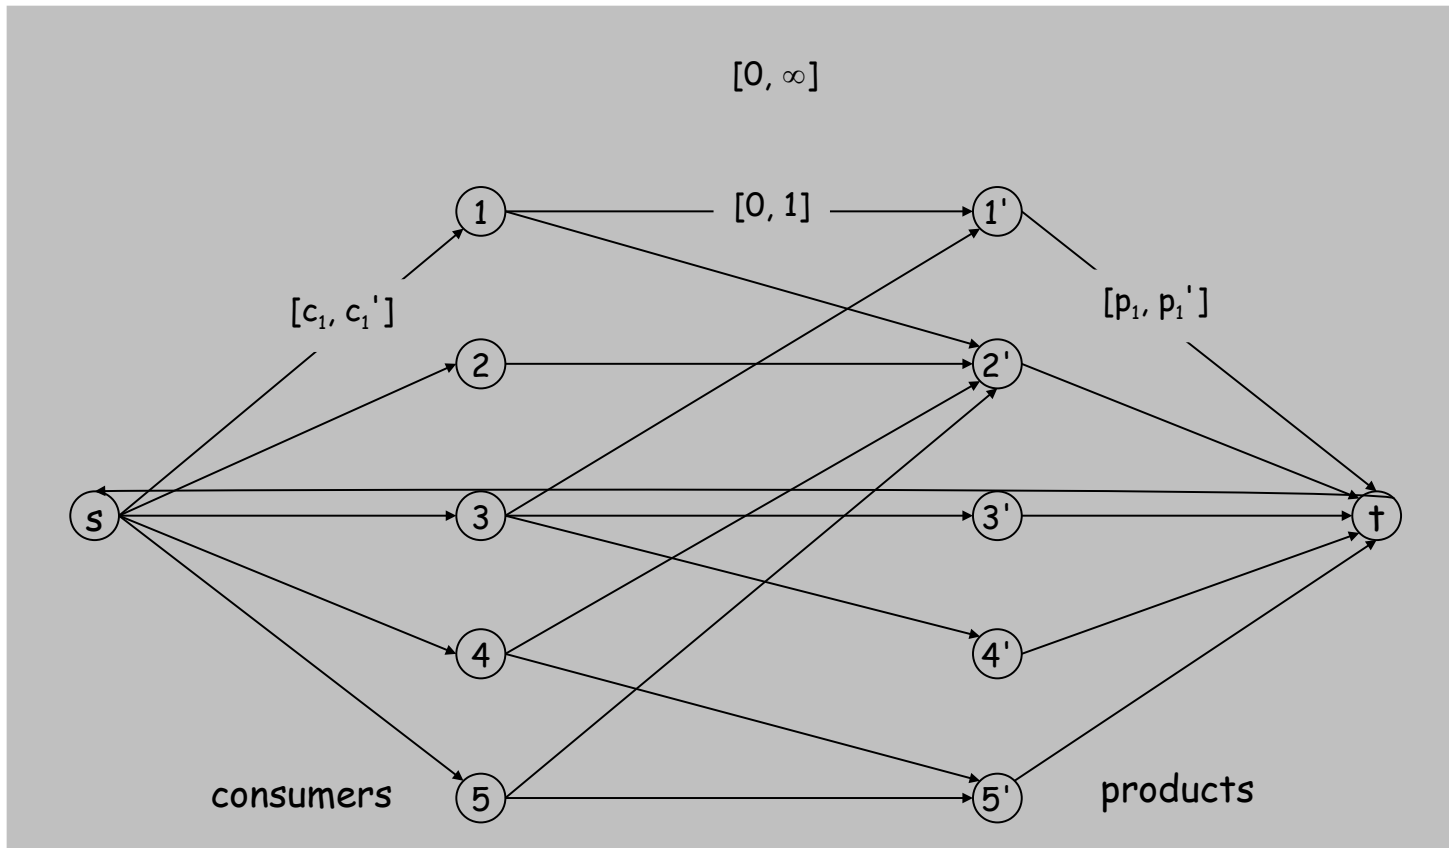 [0, ∞]
1
[0, 1]
1'
[c₁, c₁']
[p₁, p₁']
2
2'
s
3
3'
t
4
4'
consumers
5
5'
products